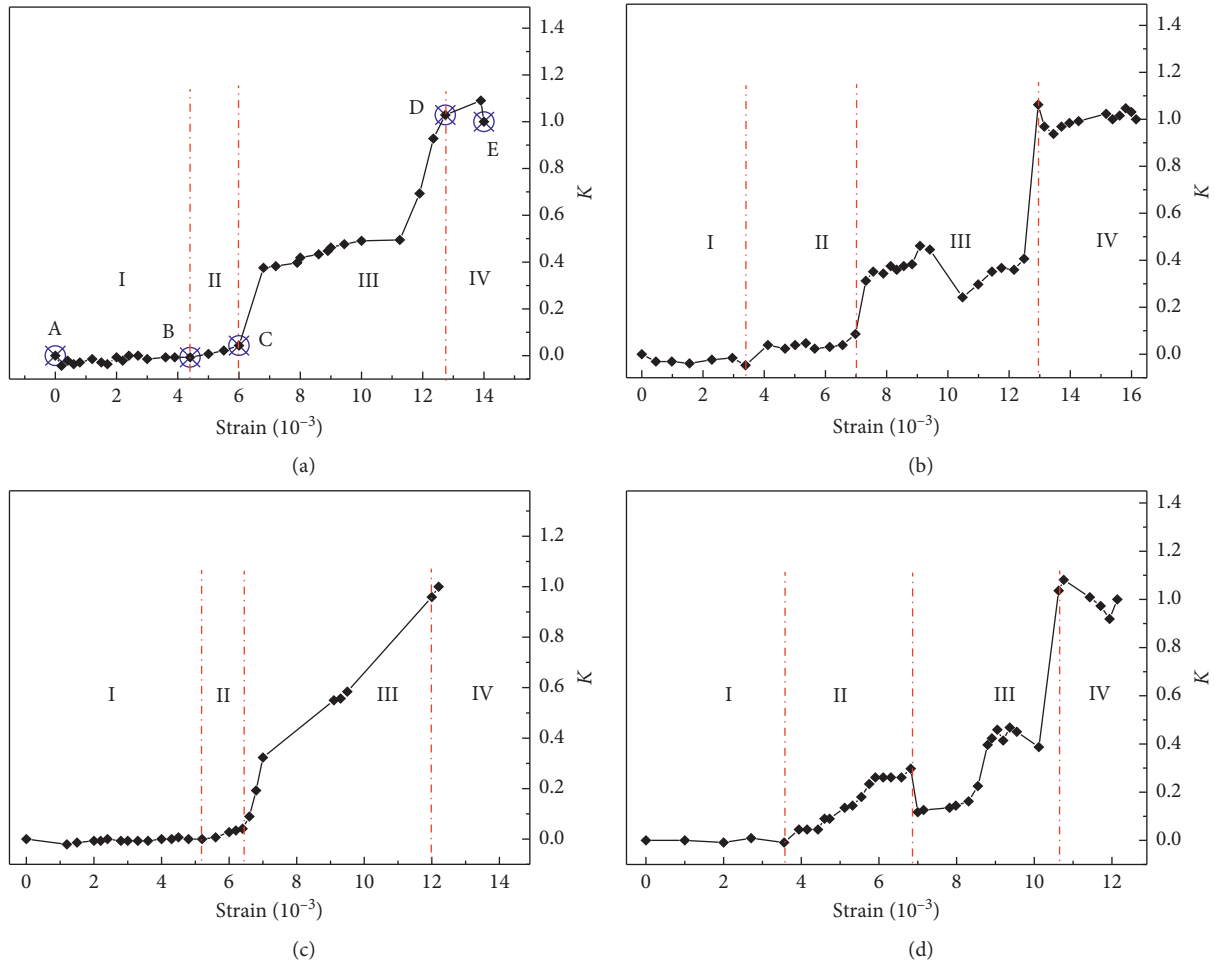 1.4
1.2
1.0
0.8
0.6
0.4
0.2
0.0
K
A
B
C
D
E
I
II
III
IV
0 2 4 6 8 10 12 14
Strain (10⁻³)
(a)
1.4
1.2
1.0
0.8
0.6
0.4
0.2
0.0
K
I
II
III
IV
0 2 4 6 8 10 12 14 16
Strain (10⁻³)
(b)
1.2
1.0
0.8
0.6
0.4
0.2
0.0
K
I
II
III
IV
0 2 4 6 8 10 12 14
Strain (10⁻³)
(c)
1.4
1.2
1.0
0.8
0.6
0.4
0.2
0.0
K
I
II
III
IV
0 2 4 6 8 10 12
Strain (10⁻³)
(d)